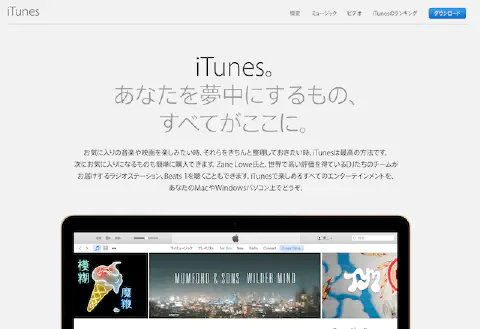 iTunes
概要 ミュージック ビデオ iTunesのランキング ダウンロード
iTunes。
あなたを夢中にするもの、
すべてがここに。
お気に入りの音楽や映画を楽しみたい時、それらをきちんと整理しておきたい時、iTunesは最高の方法です。
次にお気に入りになるものも簡単に購入できます。Zane Lowe氏と、世界で高い評価を得ているDJたちのチームが
お届けするラジオステーション、Beats 1を聴くこともできます。iTunesで楽しめるすべてのエンターテインメントを、
あなたのMacやWindowsパソコン上でどうぞ。
For You New Radio Connect
模糊
魔鞭
MUMFORD & SONS WILDER MIND